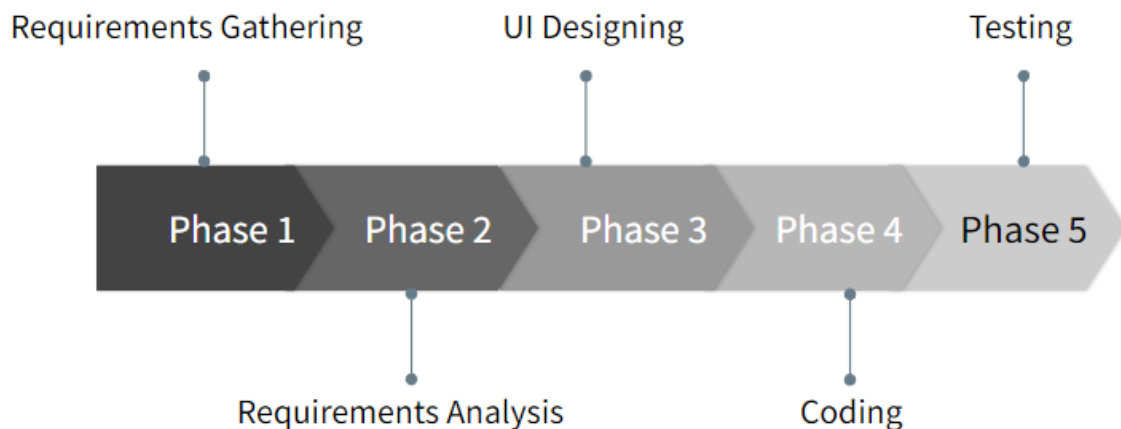 Requirements Gathering
UI Designing
Testing
Phase 1
Phase 2
Phase 3
Phase 4
Phase 5
Requirements Analysis
Coding